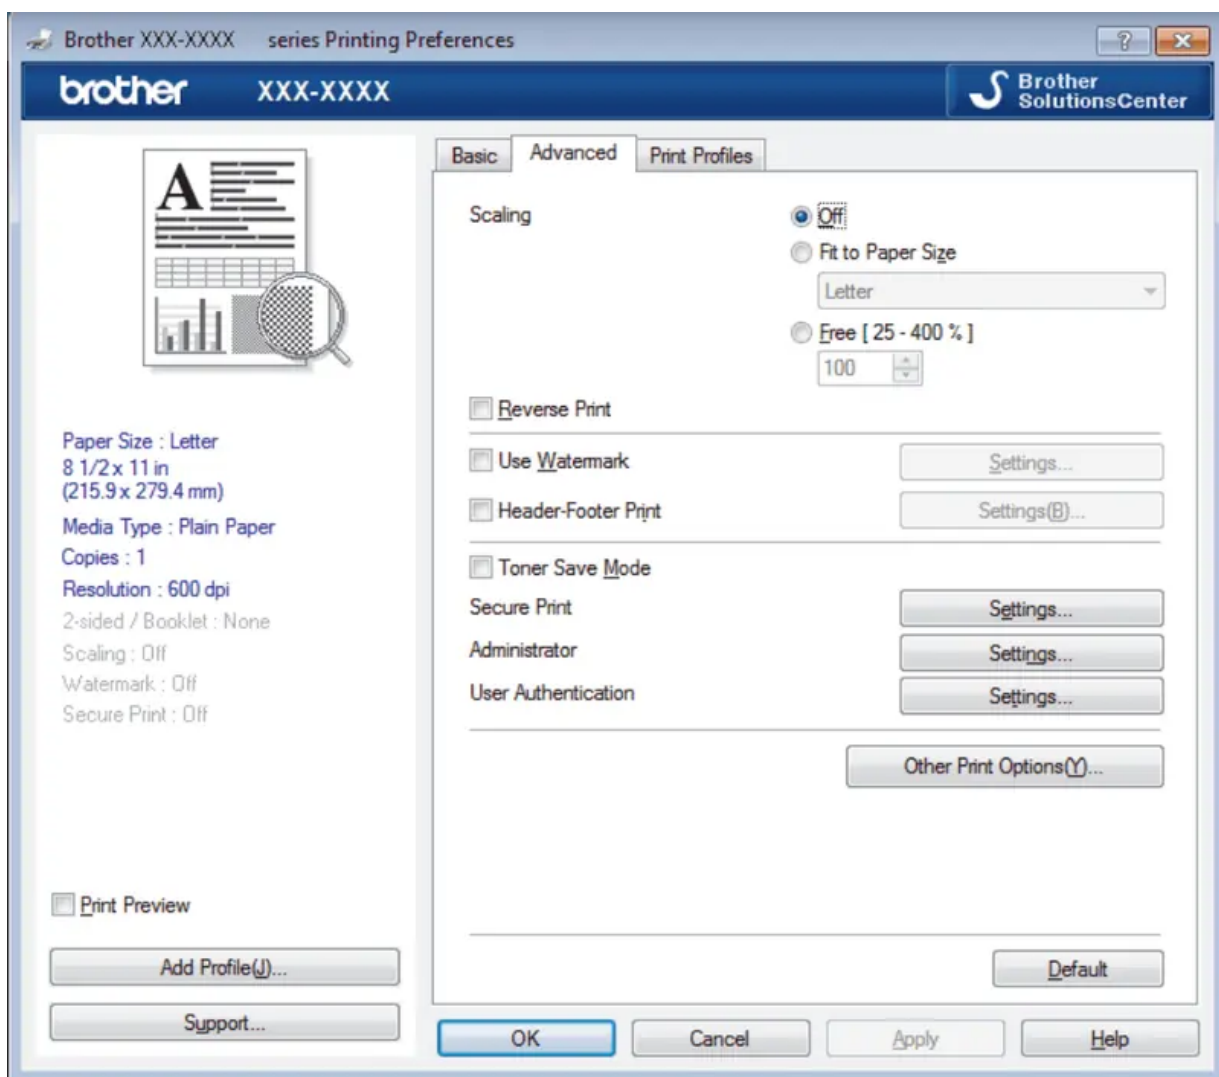 Brother XXX-XXXX series Printing Preferences
brother XXX-XXXX
Brother
SolutionsCenter
A
Paper Size : Letter
8 1/2 x 11 in
(215.9 x 279.4 mm)
Media Type : Plain Paper
Copies : 1
Resolution : 600 dpi
2-sided / Booklet : None
Scaling : Off
Watermark : Off
Secure Print : Off
Print Preview
Add Profile(J)...
Support...
Basic Advanced Print Profiles
Scaling Off
Fit to Paper Size
Letter
Free [ 25 - 400 % ]
100
Reverse Print
Use Watermark Settings...
Header-Footer Print Settings(B)...
Toner Save Mode
Secure Print Settings...
Administrator Settings...
User Authentication Settings...
Other Print Options(Y)...
Default
OK Cancel Apply Help